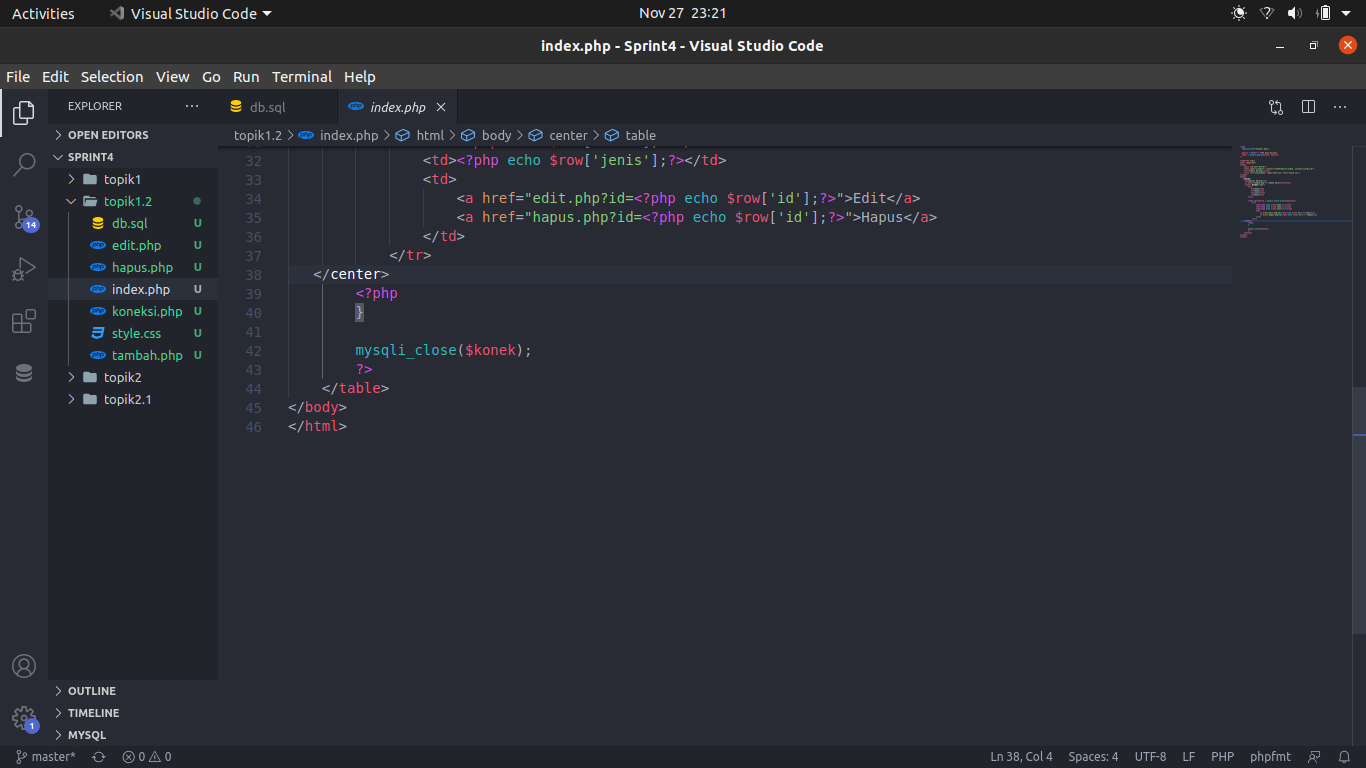 Activities
Visual Studio Code
Nov 27 23:21
index.php - Sprint4 - Visual Studio Code
File Edit Selection View Go Run Terminal Help
EXPLORER
OPEN EDITORS
SPRINT4
topik1
topik1.2
db.sql U
edit.php U
hapus.php U
index.php U
koneksi.php U
style.css U
tambah.php U
topik2
topik2.1
OUTLINE
TIMELINE
MYSQL
14
1
db.sql
index.php
topik1.2 > index.php > html > body > center > table
32 <td><?php echo $row['jenis'];?></td>
33 <td>
34 <a href="edit.php?id=<?php echo $row['id'];?>">Edit</a>
35 <a href="hapus.php?id=<?php echo $row['id'];?>">Hapus</a>
36 </td>
37 </tr>
38 </center>
39 <?php
40 }
41
42 mysqli_close($konek);
43 ?>
44 </table>
45 </body>
46 </html>
master* 0 0
Ln 38, Col 4 Spaces: 4 UTF-8 LF PHP phpfmt